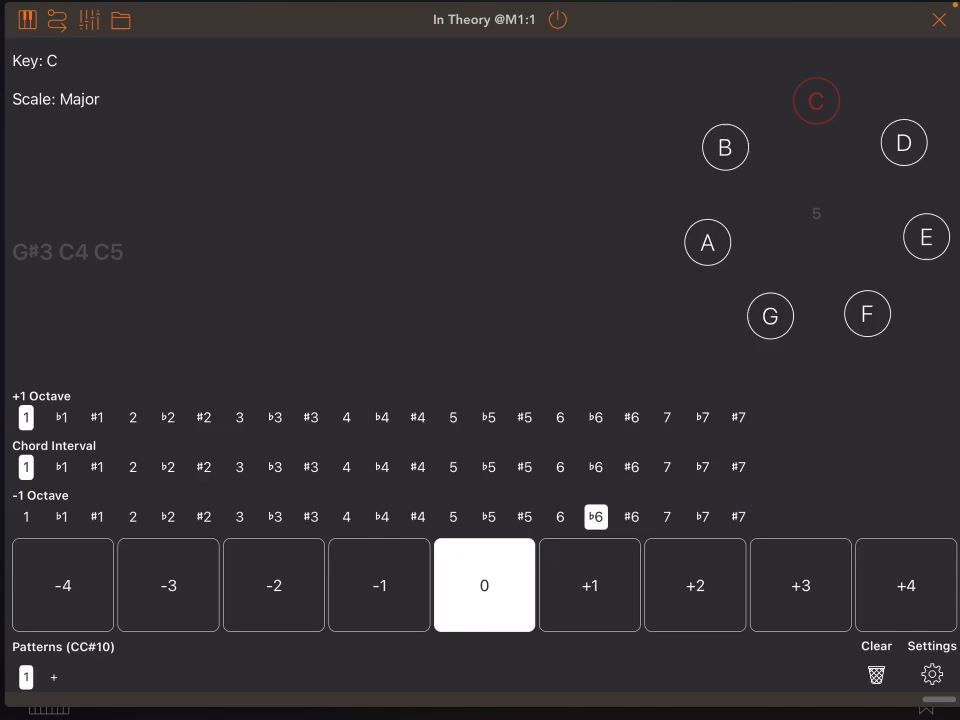 In Theory @M1:1
Key: C
Scale: Major
C
B
D
5
A
E
G♯3 C4 C5
G
F
+1 Octave
1 ♭1 ♯1 2 ♭2 ♯2 3 ♭3 ♯3 4 ♭4 ♯4 5 ♭5 ♯5 6 ♭6 ♯6 7 ♭7 ♯7
Chord Interval
1 ♭1 ♯1 2 ♭2 ♯2 3 ♭3 ♯3 4 ♭4 ♯4 5 ♭5 ♯5 6 ♭6 ♯6 7 ♭7 ♯7
-1 Octave
1 ♭1 ♯1 2 ♭2 ♯2 3 ♭3 ♯3 4 ♭4 ♯4 5 ♭5 ♯5 6 ♭6 ♯6 7 ♭7 ♯7
-4 -3 -2 -1 0 +1 +2 +3 +4
Patterns (CC#10) Clear Settings
1 +